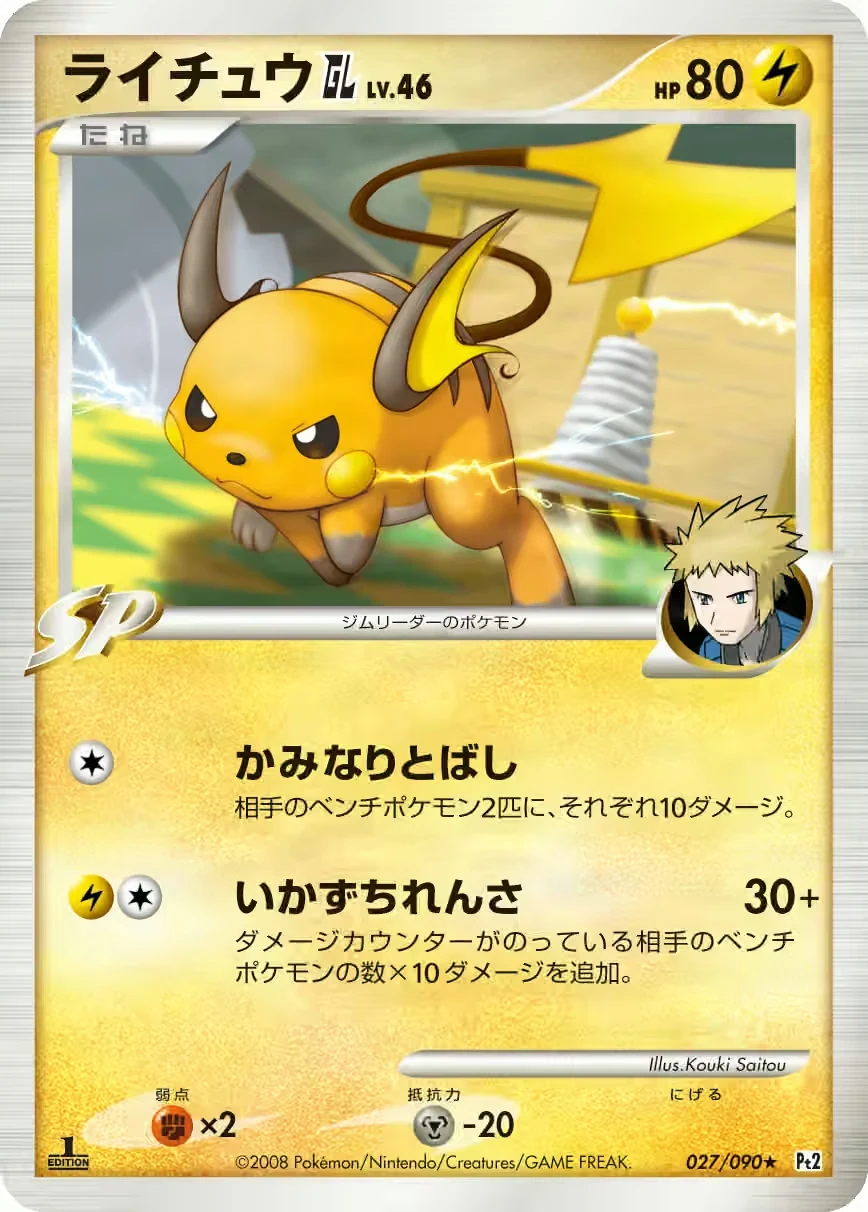 ライチュウGL LV.46 HP80
たね
SP
ジムリーダーのポケモン
かみなりとばし
相手のベンチポケモン2匹に、それぞれ10ダメージ。
いかずちれんさ 30+
ダメージカウンターがのっている相手のベンチ
ポケモンの数×10ダメージを追加。
Illus.Kouki Saitou
弱点 抵抗力 にげる
×2 -20
1
EDITION
©2008 Pokémon/Nintendo/Creatures/GAME FREAK. 027/090★ Pt2